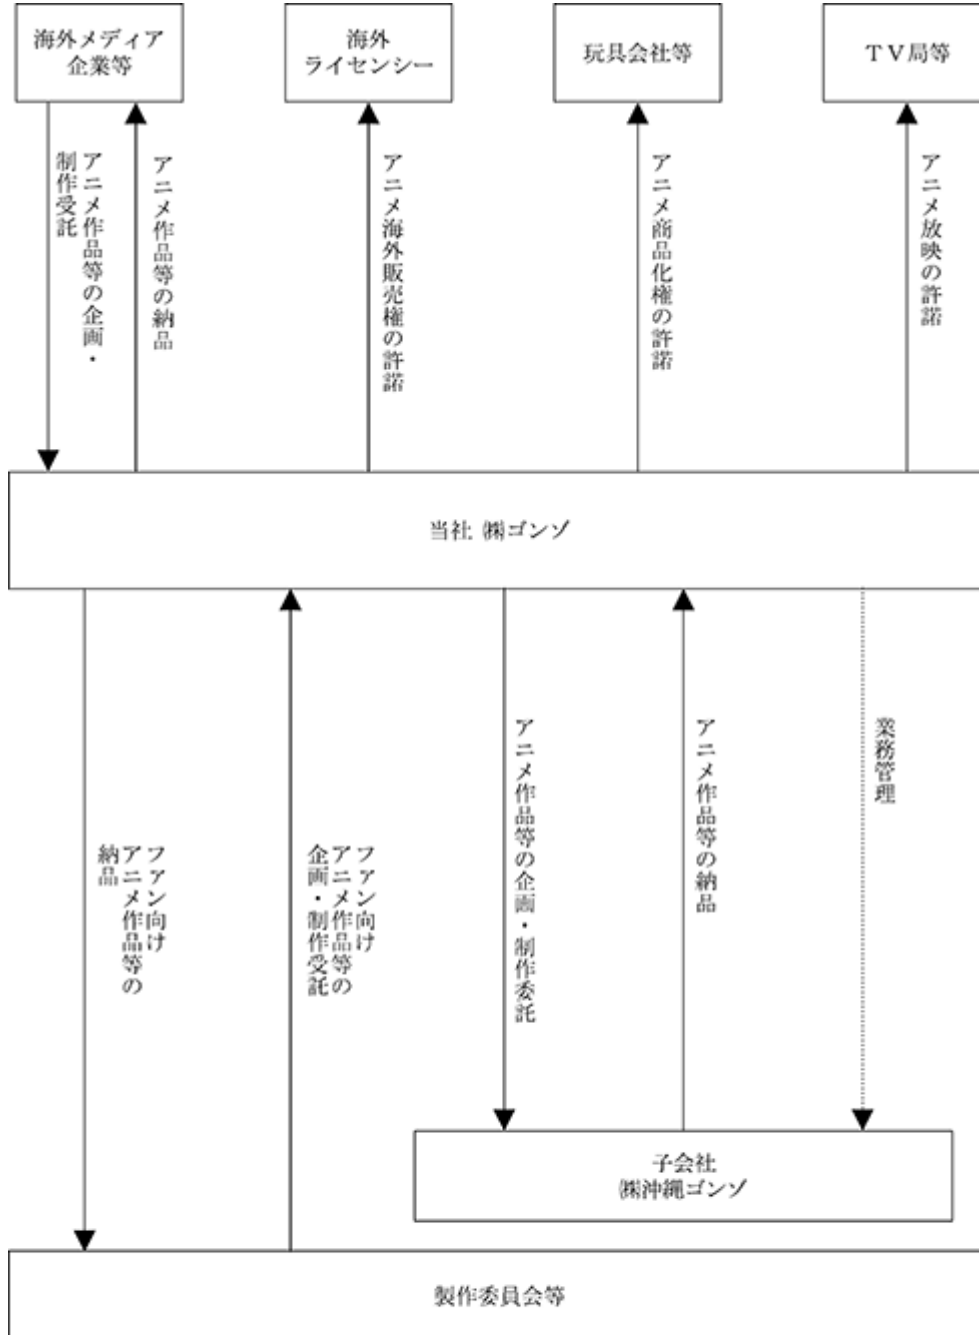 海外メディア
企業等
海外
ライセンシー
玩具会社等
ＴＶ局等
アニメ作品等の企画・
制作受託
アニメ作品等の納品
アニメ海外販売権の許諾
アニメ商品化権の許諾
アニメ放映の許諾
当社 ㈱ゴンゾ
ファン向け
アニメ作品等の
納品
ファン向け
アニメ作品等の
企画・制作受託
アニメ作品等の企画・制作委託
アニメ作品等の納品
業務管理
子会社
㈱沖縄ゴンゾ
製作委員会等